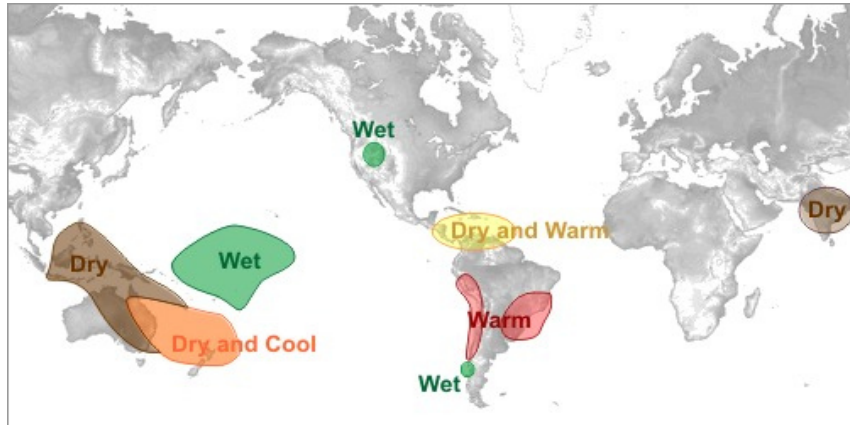 Wet
Dry and Warm
Dry
Dry
Wet
Warm
Dry and Cool
Wet